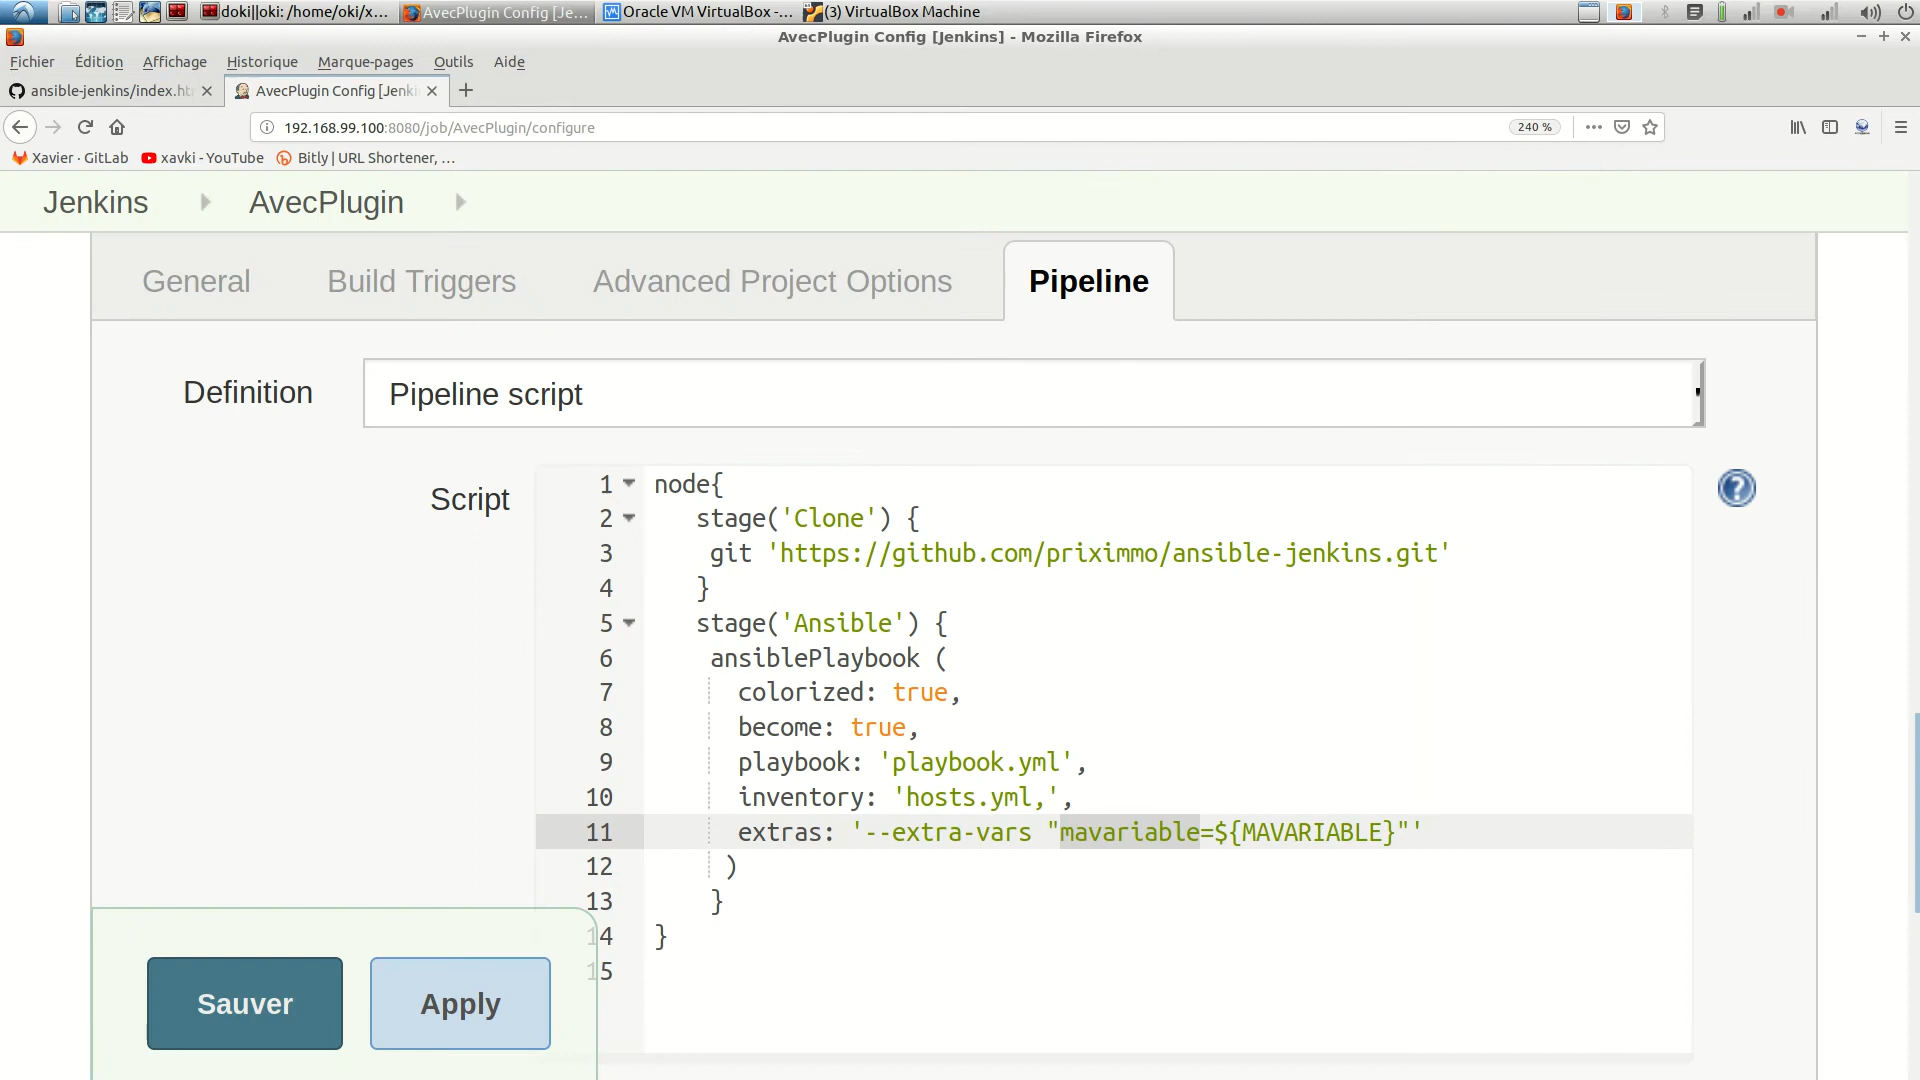 doki||oki: /home/oki/x...
AvecPlugin Config [Je...
Oracle VM VirtualBox -...
(3) VirtualBox Machine
AvecPlugin Config [Jenkins] - Mozilla Firefox
Fichier Édition Affichage Historique Marque-pages Outils Aide
ansible-jenkins/index.ht
AvecPlugin Config [Jenki
192.168.99.100:8080/job/AvecPlugin/configure
240 %
Xavier · GitLab
xavki - YouTube
Bitly | URL Shortener, ...
Jenkins
AvecPlugin
General
Build Triggers
Advanced Project Options
Pipeline
Definition
Pipeline script
Script
1 node{
2 stage('Clone') {
3 git 'https://github.com/priximmo/ansible-jenkins.git'
4 }
5 stage('Ansible') {
6 ansiblePlaybook (
7 colorized: true,
8 become: true,
9 playbook: 'playbook.yml',
10 inventory: 'hosts.yml,',
11 extras: '--extra-vars "mavariable=${MAVARIABLE}"'
12 )
13 }
14 }
15
Sauver
Apply